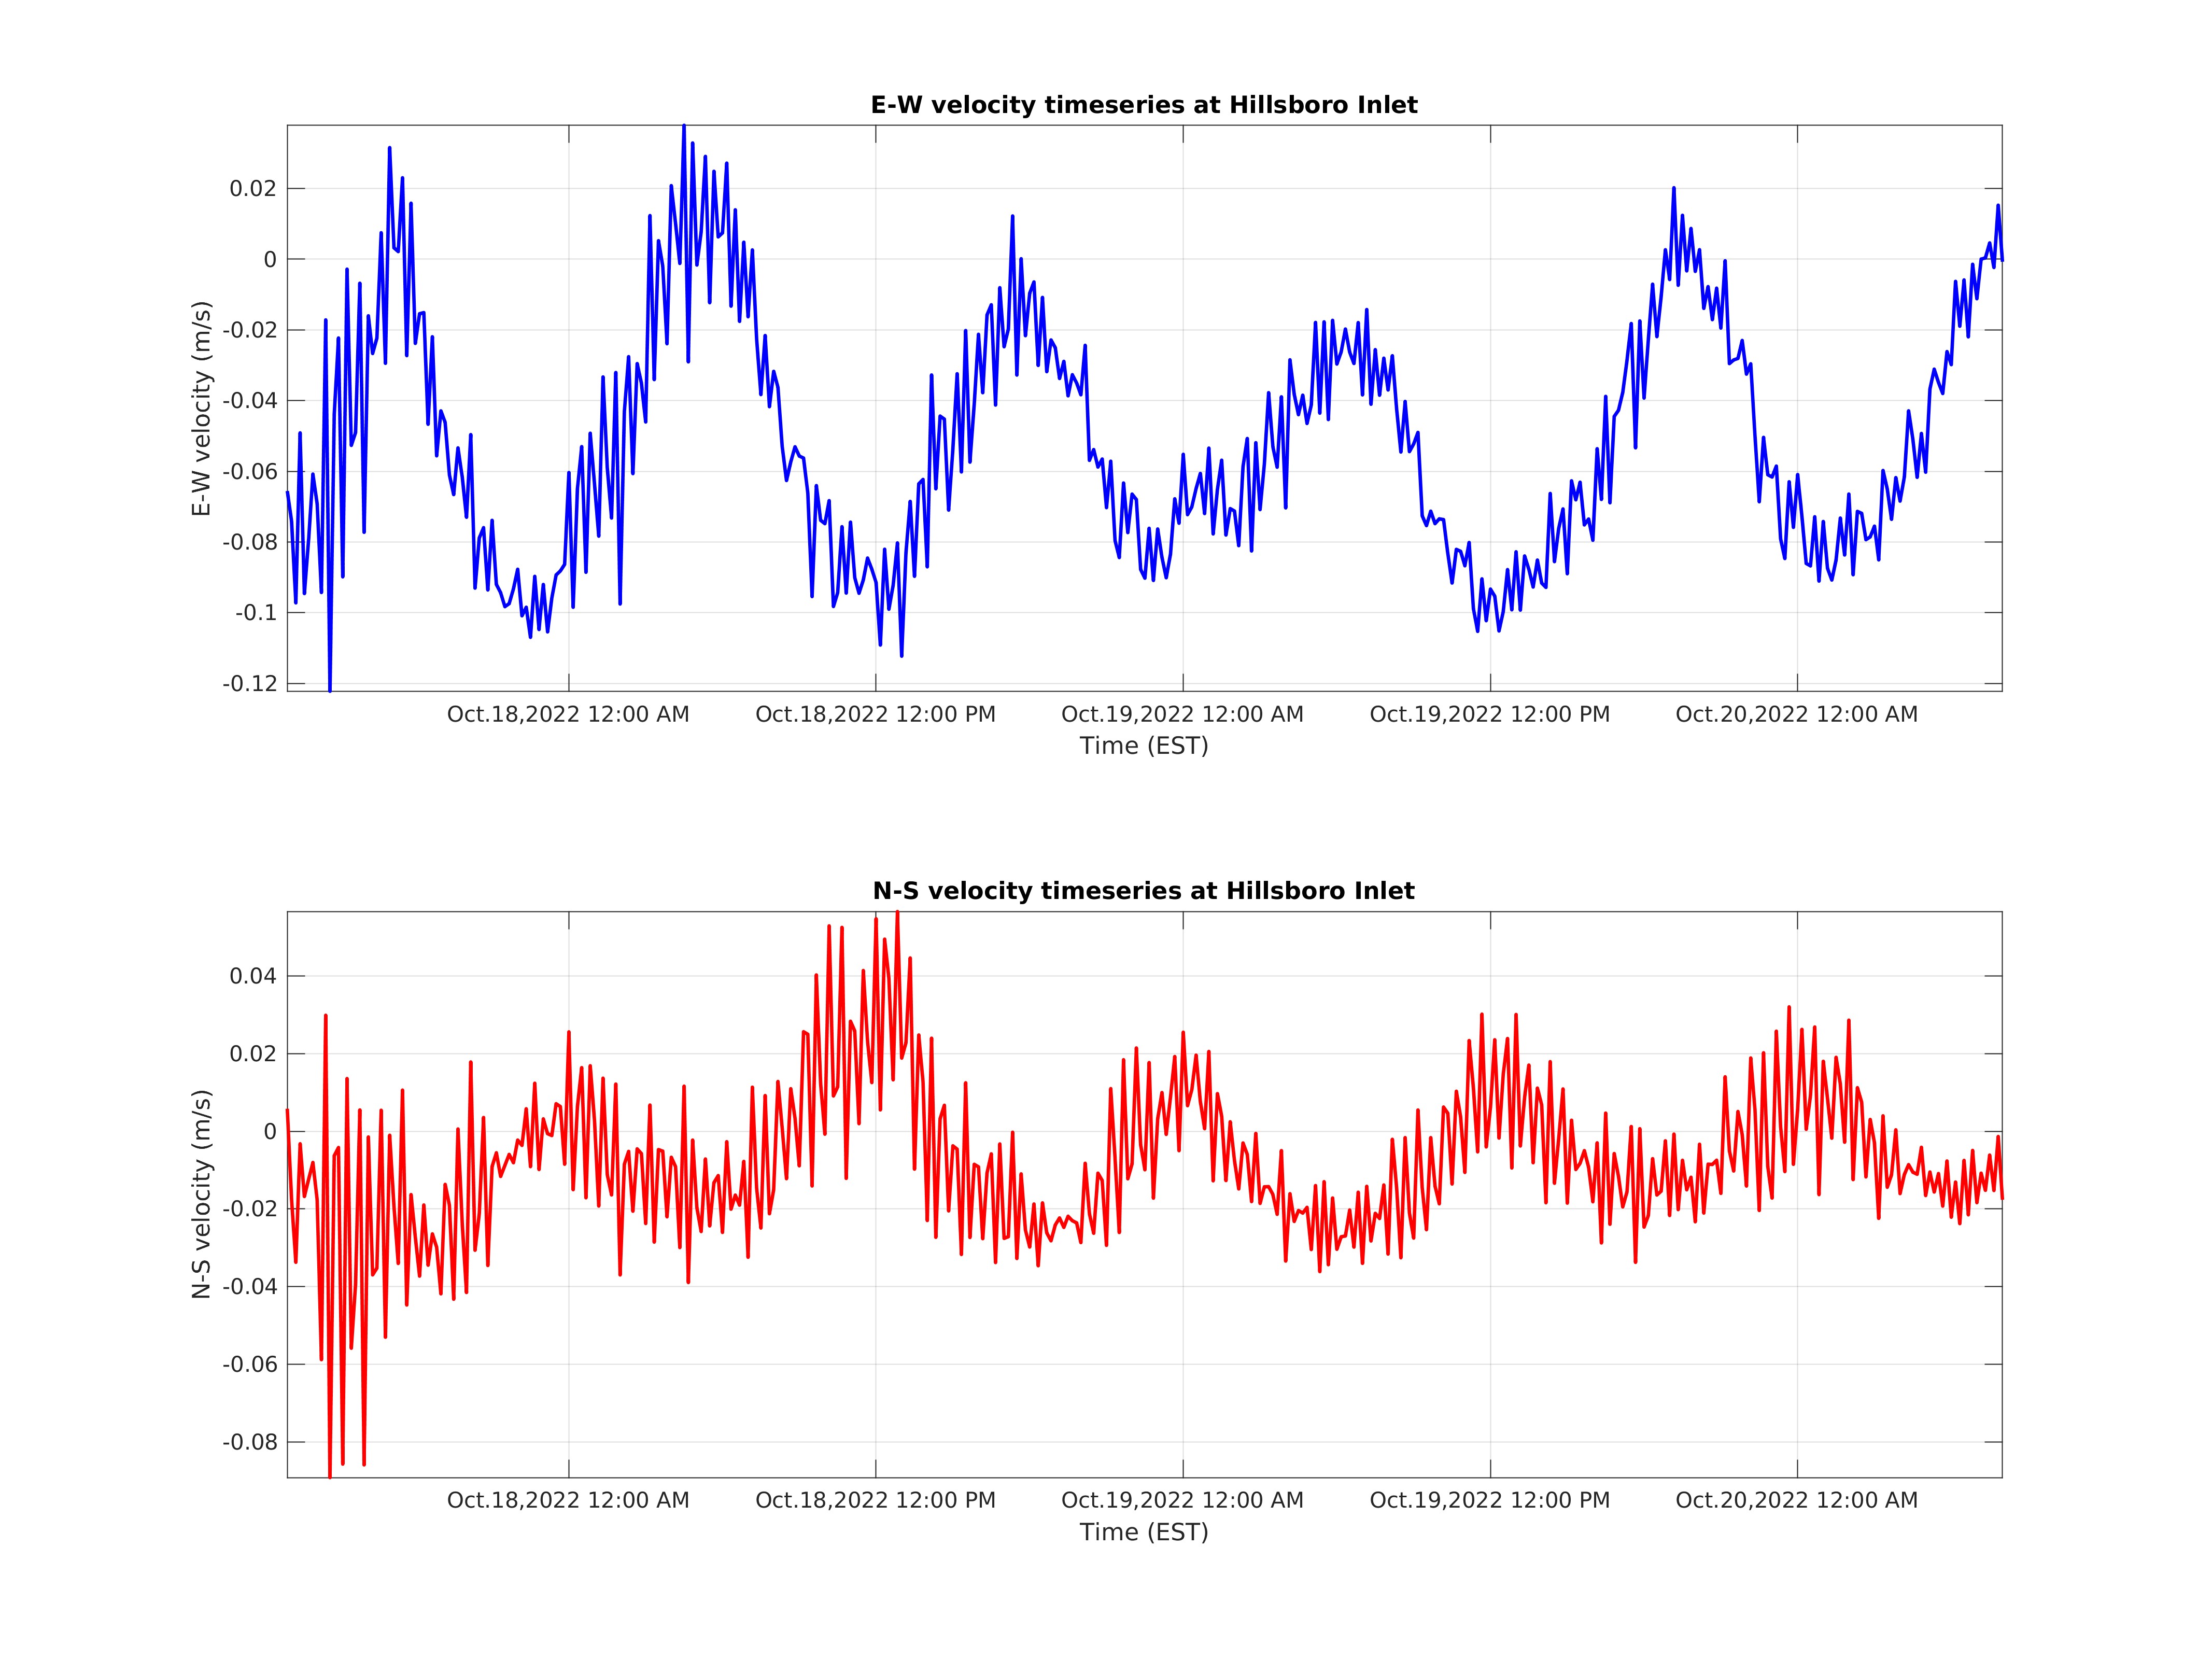 E-W velocity timeseries at Hillsboro Inlet
E-W velocity (m/s)
0.02
0
-0.02
-0.04
-0.06
-0.08
-0.1
-0.12
Oct.18,2022 12:00 AM Oct.18,2022 12:00 PM Oct.19,2022 12:00 AM Oct.19,2022 12:00 PM Oct.20,2022 12:00 AM
Time (EST)
N-S velocity timeseries at Hillsboro Inlet
N-S velocity (m/s)
0.04
0.02
0
-0.02
-0.04
-0.06
-0.08
Oct.18,2022 12:00 AM Oct.18,2022 12:00 PM Oct.19,2022 12:00 AM Oct.19,2022 12:00 PM Oct.20,2022 12:00 AM
Time (EST)